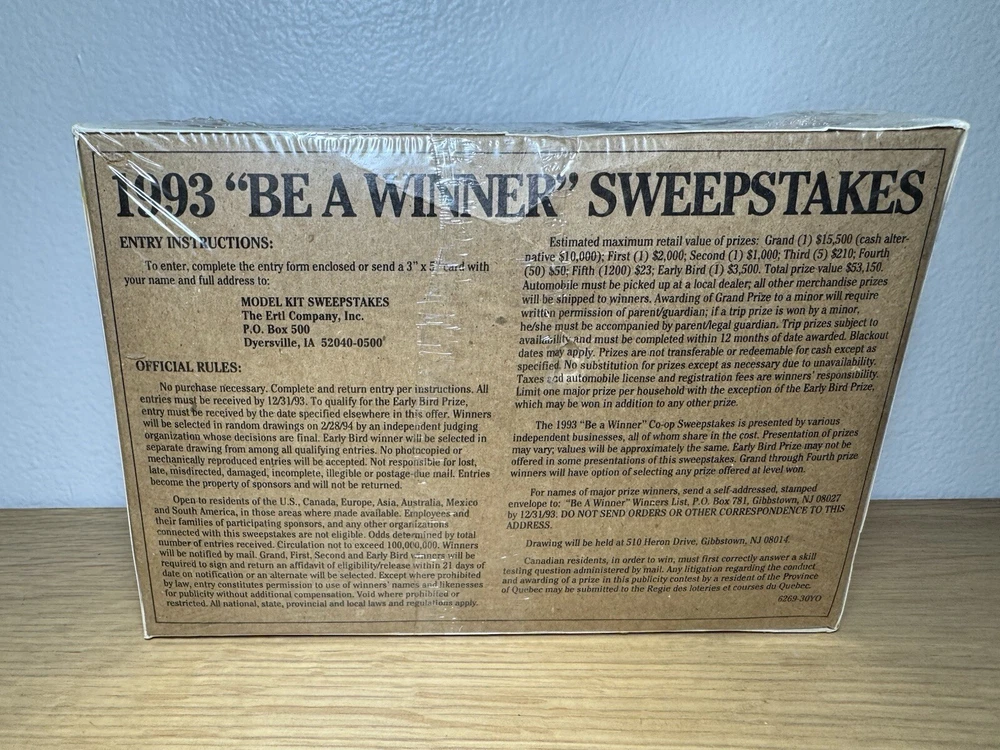 1993 “BE A WINNER” SWEEPSTAKES
ENTRY INSTRUCTIONS:
To enter, complete the entry form enclosed or send a 3” x 5” card with
your name and full address to:
MODEL KIT SWEEPSTAKES
The Ertl Company, Inc.
P.O. Box 500
Dyersville, IA 52040-0500
OFFICIAL RULES:
No purchase necessary. Complete and return entry per instructions. All
entries must be received by 12/31/93. To qualify for the Early Bird Prize,
entry must be received by the date specified elsewhere in this offer. Winners
will be selected in random drawings on 2/28/94 by an independent judging
organization whose decisions are final. Early Bird winner will be selected in
separate drawing from among all qualifying entries. No photocopied or
mechanically reproduced entries will be accepted. Not responsible for lost,
late, misdirected, damaged, incomplete, illegible or postage-due mail. Entries
become the property of sponsors and will not be returned.
Open to residents of the U.S., Canada, Europe, Asia, Australia, Mexico
and South America, in those areas where made available. Employees and
their families of participating sponsors, and any other organizations
connected with this sweepstakes are not eligible. Odds determined by total
number of entries received. Circulation not to exceed 100,000,000. Winners
will be notified by mail. Grand, First, Second and Early Bird winners will be
required to sign and return an affidavit of eligibility/release within 21 days of
date on notification or an alternate will be selected. Except where prohibited
by law, entry constitutes permission to use of winners' names and likenesses
for publicity without additional compensation. Void where prohibited or
restricted. All national, state, provincial and local laws and regulations apply.
Estimated maximum retail value of prizes: Grand (1) $15,500 (cash alter-
native $10,000); First (1) $2,000; Second (1) $1,000; Third (5) $210; Fourth
(50) $50; Fifth (1200) $23; Early Bird (1) $3,500. Total prize value $53,150.
Automobile must be picked up at a local dealer; all other merchandise prizes
will be shipped to winners. Awarding of Grand Prize to a minor will require
written permission of parent/guardian; if a trip prize is won by a minor,
he/she must be accompanied by parent/legal guardian. Trip prizes subject to
availability and must be completed within 12 months of date awarded. Blackout
dates may apply. Prizes are not transferable or redeemable for cash except as
specified. No substitution for prizes except as necessary due to unavailability.
Taxes and automobile license and registration fees are winners' responsibility.
Limit one major prize per household with the exception of the Early Bird Prize,
which may be won in addition to any other prize.
The 1993 “Be a Winner” Co-op Sweepstakes is presented by various
independent businesses, all of whom share in the cost. Presentation of prizes
may vary; values will be approximately the same. Early Bird Prize may not be
offered in some presentations of this sweepstakes. Grand through Fourth prize
winners will have option of selecting any prize offered at level won.
For names of major prize winners, send a self-addressed, stamped
envelope to: “Be A Winner” Winners List, P.O. Box 781, Gibbstown, NJ 08027
by 12/31/93. DO NOT SEND ORDERS OR OTHER CORRESPONDENCE TO THIS
ADDRESS.
Drawing will be held at 510 Heron Drive, Gibbstown, NJ 08014.
Canadian residents, in order to win, must first correctly answer a skill
testing question administered by mail. Any litigation regarding the conduct
and awarding of a prize in this publicity contest by a resident of the Province
of Quebec may be submitted to the Regie des loteries et courses du Quebec.
6269-30YO